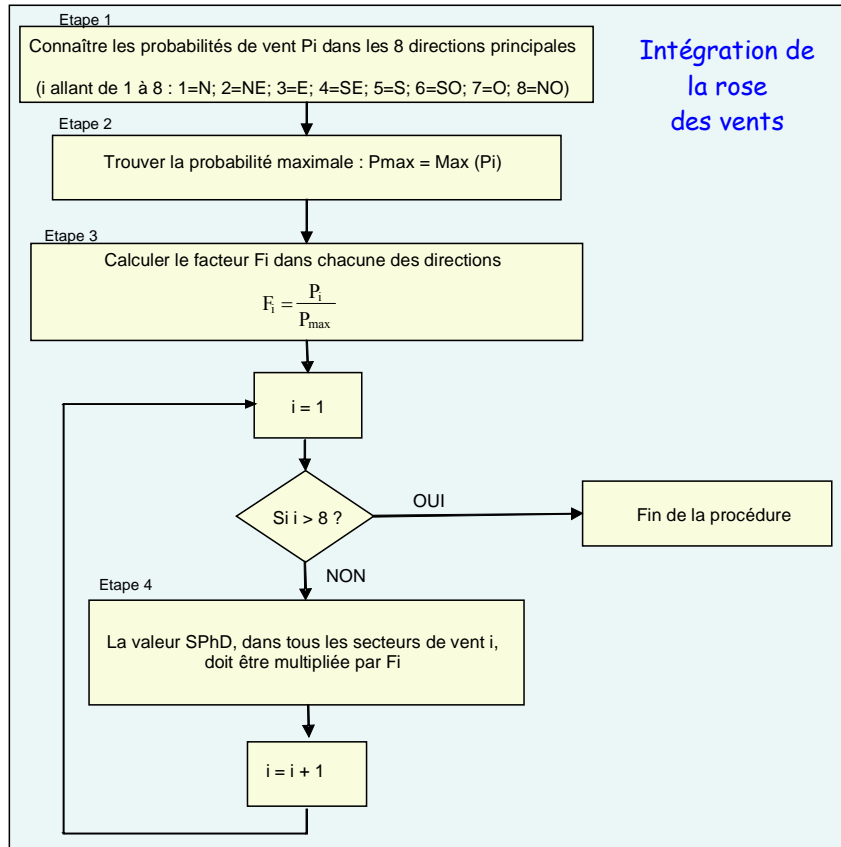 Etape 1
Connaître les probabilités de vent Pi dans les 8 directions principales
(i allant de 1 à 8 : 1=N; 2=NE; 3=E; 4=SE; 5=S; 6=SO; 7=O; 8=NO)
Intégration de
la rose
des vents
Etape 2
Trouver la probabilité maximale : Pmax = Max (Pi)
Etape 3
Calculer le facteur Fi dans chacune des directions
F_i = P_i / P_max
i = 1
Si i > 8 ?
OUI
Fin de la procédure
NON
Etape 4
La valeur SPhD, dans tous les secteurs de vent i,
doit être multipliée par Fi
i = i + 1